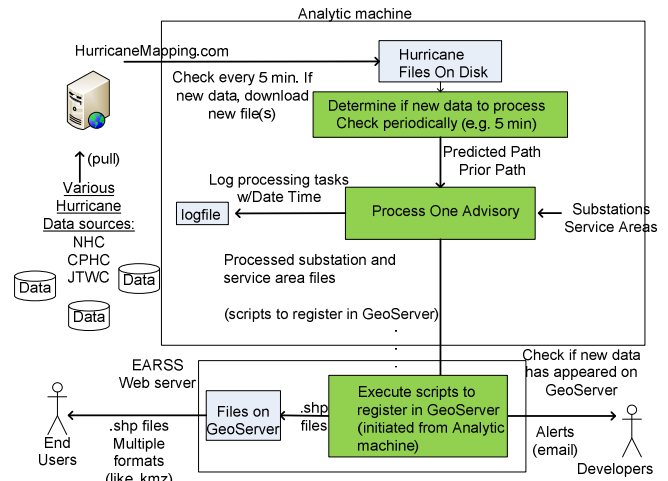 Analytic machine
HurricaneMapping.com
Hurricane
Files On Disk
Check every 5 min. If
new data, download
new file(s)
Determine if new data to process
Check periodically (e.g. 5 min)
(pull)
Predicted Path
Prior Path
Various
Hurricane
Data sources:
NHC
CPHC
JTWC
Data
Data
Data
Log processing tasks
w/Date Time
logfile
Process One Advisory
Substations
Service Areas
Processed substation and
service area files
(scripts to register in GeoServer)
EARSS
Web server
Check if new data
has appeared on
GeoServer
Files on
GeoServer
.shp
files
Execute scripts to
register in GeoServer
(initiated from Analytic
machine)
End
Users
.shp files
Multiple
formats
(like .kmz)
Alerts
(email)
Developers